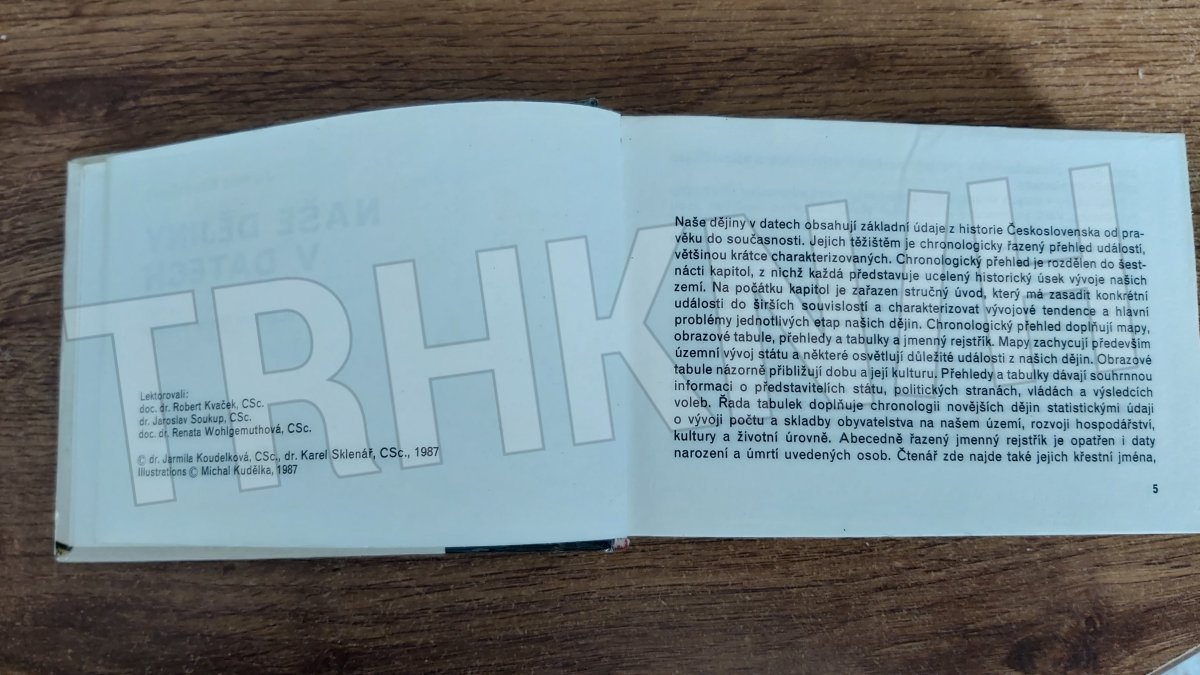 NAŠE DĚJINY
V DATECH
Lektorovali:
doc. dr. Robert Kvaček, CSc.
dr. Jaroslav Soukup, CSc.
doc. dr. Renata Wohlgemuthová, CSc.
© dr. Jarmila Koudelková, CSc., dr. Karel Sklenář, CSc., 1987
Illustrations © Michal Kudělka, 1987
Naše dějiny v datech obsahují základní údaje z historie Československa od pra-
věku do současnosti. Jejich těžištěm je chronologicky řazený přehled událostí,
většinou krátce charakterizovaných. Chronologický přehled je rozdělen do šest-
nácti kapitol, z nichž každá představuje ucelený historický úsek vývoje našich
zemí. Na počátku kapitol je zařazen stručný úvod, který má zasadit konkrétní
události do širších souvislostí a charakterizovat vývojové tendence a hlavní
problémy jednotlivých etap našich dějin. Chronologický přehled doplňují mapy,
obrazové tabule, přehledy a tabulky a jmenný rejstřík. Mapy zachycují především
územní vývoj státu a některé osvětlují důležité události z našich dějin. Obrazové
tabule názorně přibližují dobu a její kulturu. Přehledy a tabulky dávají souhrnnou
informaci o představitelích státu, politických stranách, vládách a výsledcích
voleb. Řada tabulek doplňuje chronologii novějších dějin statistickými údaji
o vývoji počtu a skladby obyvatelstva na našem území, rozvoji hospodářství,
kultury a životní úrovně. Abecedně řazený jmenný rejstřík je opatřen i daty
narození a úmrtí uvedených osob. Čtenář zde najde také jejich křestní jména,
5
TRHKNIH